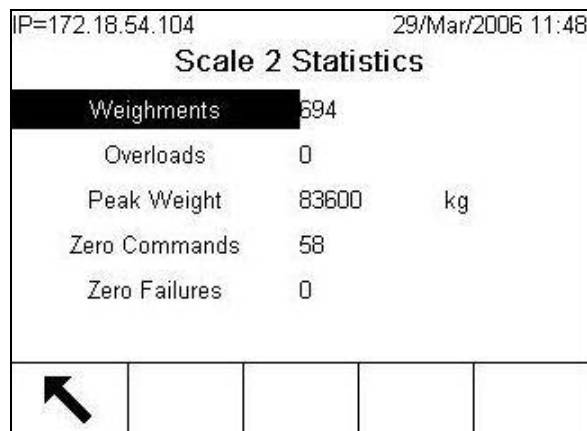 IP=172.18.54.104 29/Mar/2006 11:48
Scale 2 Statistics
Weighments 694
Overloads 0
Peak Weight 83600 kg
Zero Commands 58
Zero Failures 0